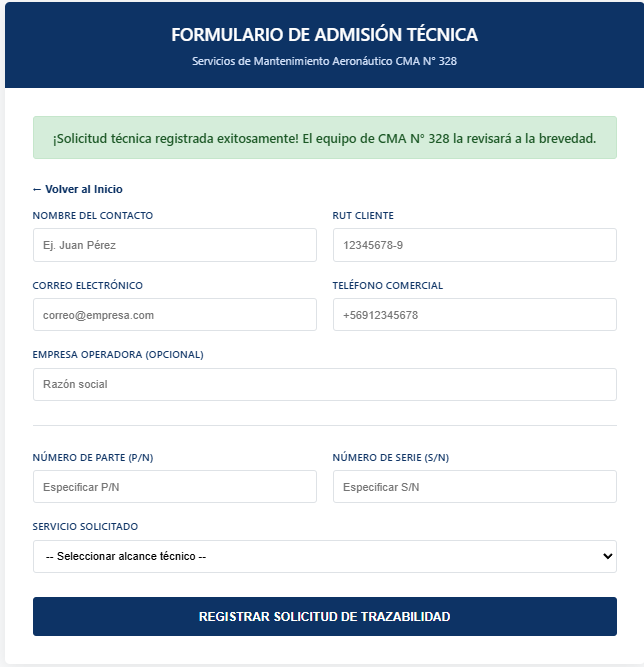 FORMULARIO DE ADMISIÓN TÉCNICA
Servicios de Mantenimiento Aeronáutico CMA N° 328
¡Solicitud técnica registrada exitosamente! El equipo de CMA N° 328 la revisará a la brevedad.
← Volver al Inicio
NOMBRE DEL CONTACTO
RUT CLIENTE
Ej. Juan Pérez
12345678-9
CORREO ELECTRÓNICO
TELÉFONO COMERCIAL
correo@empresa.com
+56912345678
EMPRESA OPERADORA (OPCIONAL)
Razón social
NÚMERO DE PARTE (P/N)
NÚMERO DE SERIE (S/N)
Especificar P/N
Especificar S/N
SERVICIO SOLICITADO
-- Seleccionar alcance técnico --
REGISTRAR SOLICITUD DE TRAZABILIDAD